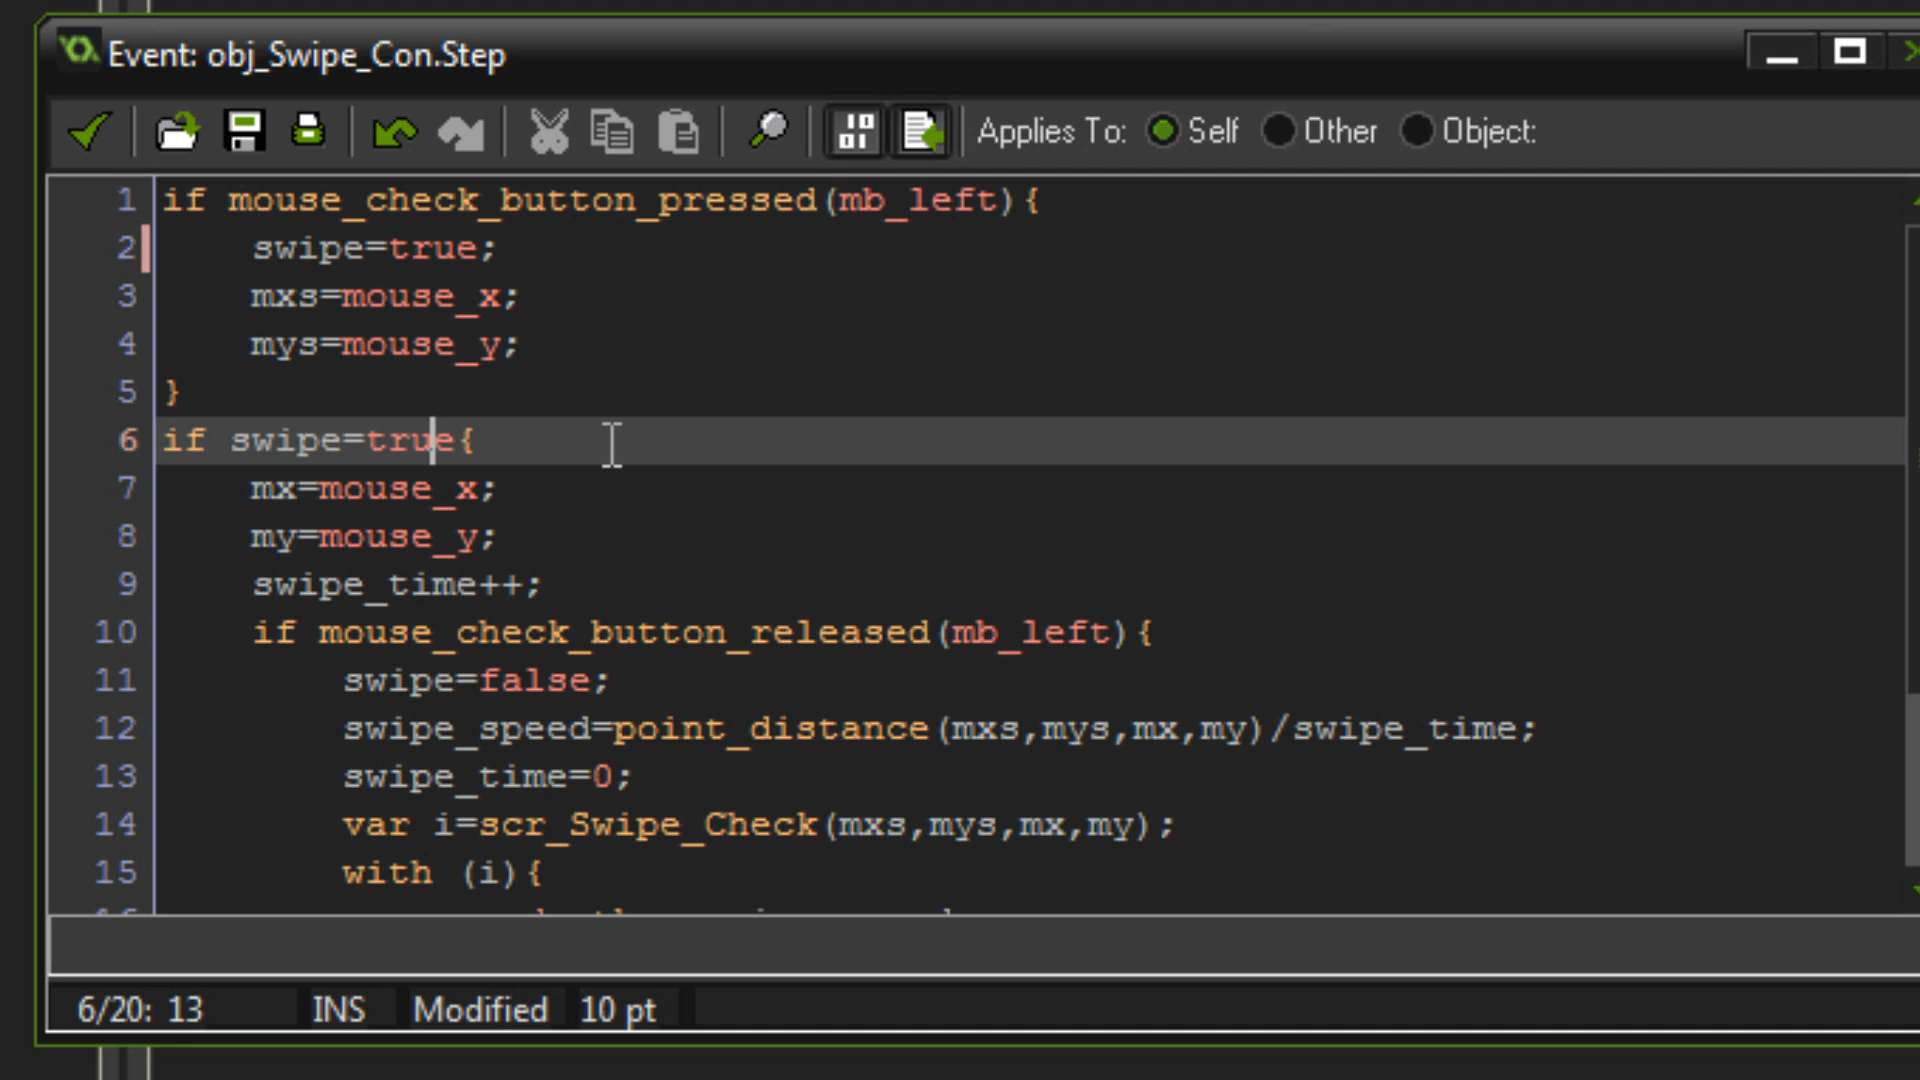 Event: obj_Swipe_Con.Step
Applies To: Self Other Object:
1 if mouse_check_button_pressed(mb_left){
2 swipe=true;
3 mxs=mouse_x;
4 mys=mouse_y;
5 }
6 if swipe=true{
7 mx=mouse_x;
8 my=mouse_y;
9 swipe_time++;
10 if mouse_check_button_released(mb_left){
11 swipe=false;
12 swipe_speed=point_distance(mxs,mys,mx,my)/swipe_time;
13 swipe_time=0;
14 var i=scr_Swipe_Check(mxs,mys,mx,my);
15 with (i){
6/20: 13 INS Modified 10 pt